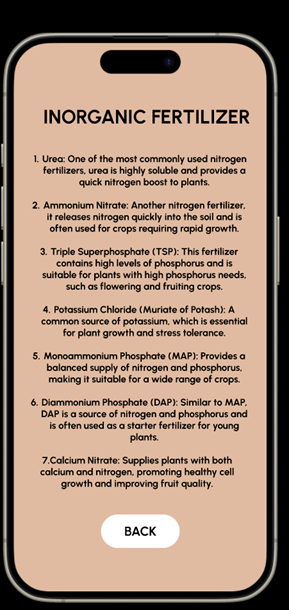 INORGANIC FERTILIZER
1. Urea: One of the most commonly used nitrogen
fertilizers, urea is highly soluble and provides a
quick nitrogen boost to plants.
2. Ammonium Nitrate: Another nitrogen fertilizer,
it releases nitrogen quickly into the soil and is
often used for crops requiring rapid growth.
3. Triple Superphosphate (TSP): This fertilizer
contains high levels of phosphorus and is
suitable for plants with high phosphorus needs,
such as flowering and fruiting crops.
4. Potassium Chloride (Muriate of Potash): A
common source of potassium, which is essential
for plant growth and stress tolerance.
5. Monoammonium Phosphate (MAP): Provides a
balanced supply of nitrogen and phosphorus,
making it suitable for a wide range of crops.
6. Diammonium Phosphate (DAP): Similar to MAP,
DAP is a source of nitrogen and phosphorus and
is often used as a starter fertilizer for young
plants.
7.Calcium Nitrate: Supplies plants with both
calcium and nitrogen, promoting healthy cell
growth and improving fruit quality.
BACK